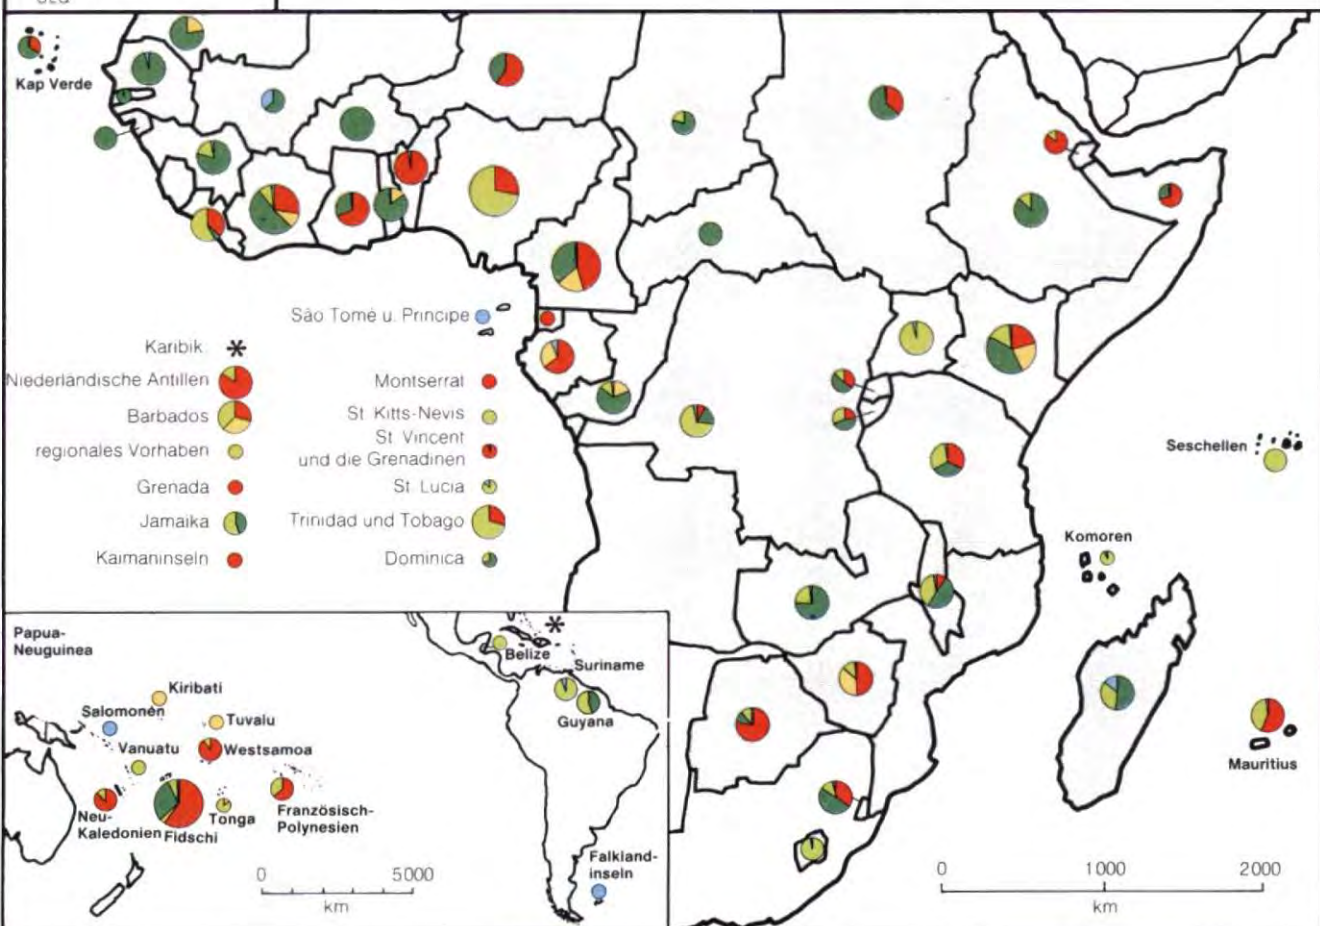 Kap Verde
São Tomé u. Principe
Karibik
Niederländische Antillen
Barbados
regionales Vorhaben
Grenada
Jamaika
Kaimaninseln
Montserrat
St. Kitts-Nevis
St. Vincent
und die Grenadinen
St. Lucia
Trinidad und Tobago
Dominica
Seschellen
Komoren
Mauritius
Papua-
Neuguinea
Kiribati
Salomonen
Tuvalu
Vanuatu
Westsamoa
Neu-
Kaledonien
Fidschi
Tonga
Französisch-
Polynesien
Belize
Suriname
Guyana
Falkland-
inseln
0 5000
km
0 1000 2000
km